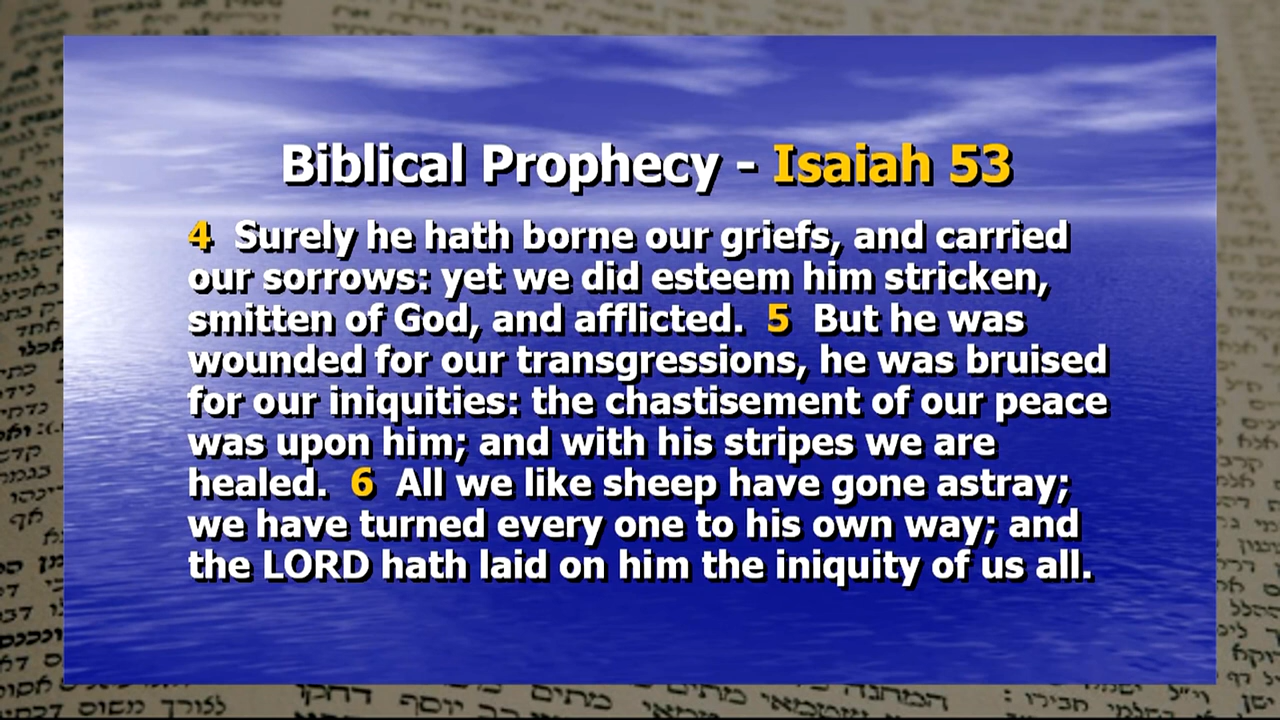 Biblical Prophecy - Isaiah 53
4 Surely he hath borne our griefs, and carried
our sorrows: yet we did esteem him stricken,
smitten of God, and afflicted. 5 But he was
wounded for our transgressions, he was bruised
for our iniquities: the chastisement of our peace
was upon him; and with his stripes we are
healed. 6 All we like sheep have gone astray;
we have turned every one to his own way; and
the LORD hath laid on him the iniquity of us all.